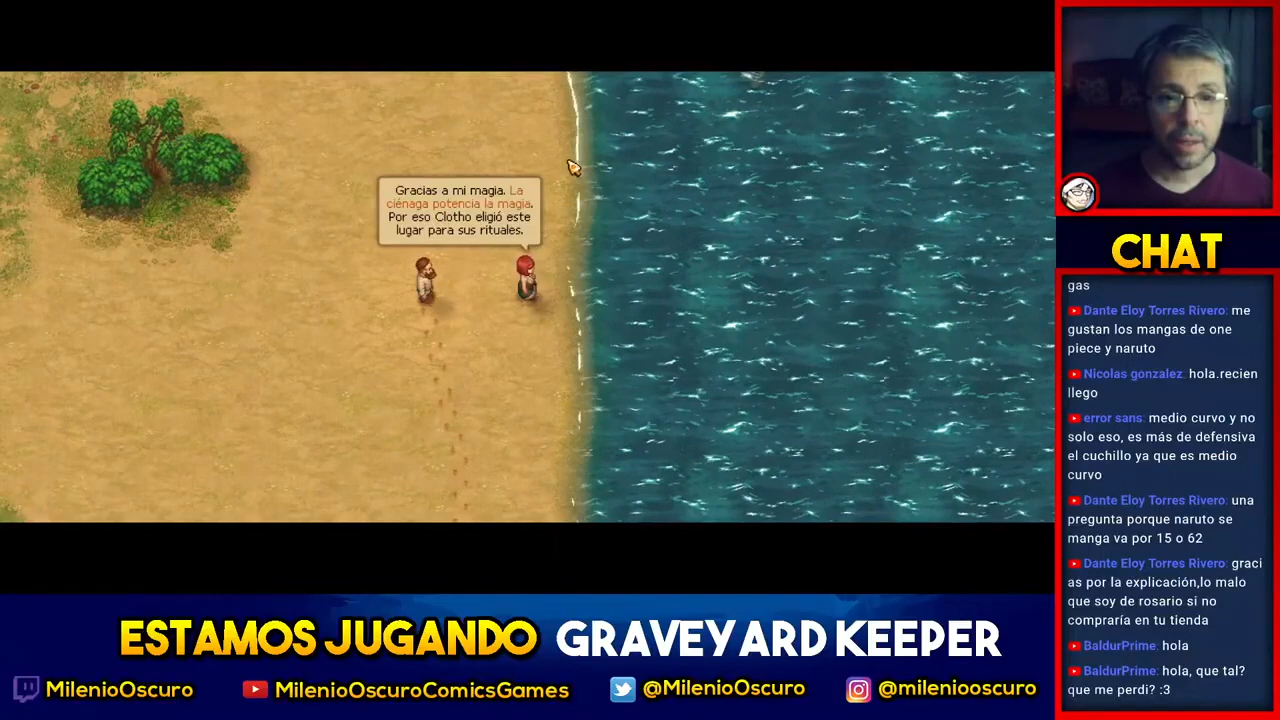 Gracias a mi magia. La
ciénaga potencia la magia.
Por eso Clotho eligió este
lugar para sus rituales.
CHAT
gas
Dante Eloy Torres Rivero: me
gustan los mangas de one
piece y naruto
Nicolas gonzalez: hola.recien
llego
error sans: medio curvo y no
solo eso, es más de defensiva
el cuchillo ya que es medio
curvo
Dante Eloy Torres Rivero: una
pregunta porque naruto se
manga va por 15 o 62
Dante Eloy Torres Rivero: graci
as por la explicación,lo malo
que soy de rosario si no
compraría en tu tienda
BaldurPrime: hola
BaldurPrime: hola, que tal?
que me perdi? :3
ESTAMOS JUGANDO GRAVEYARD KEEPER
MilenioOscuro MilenioOscuroComicsGames @MilenioOscuro @mileniooscuro